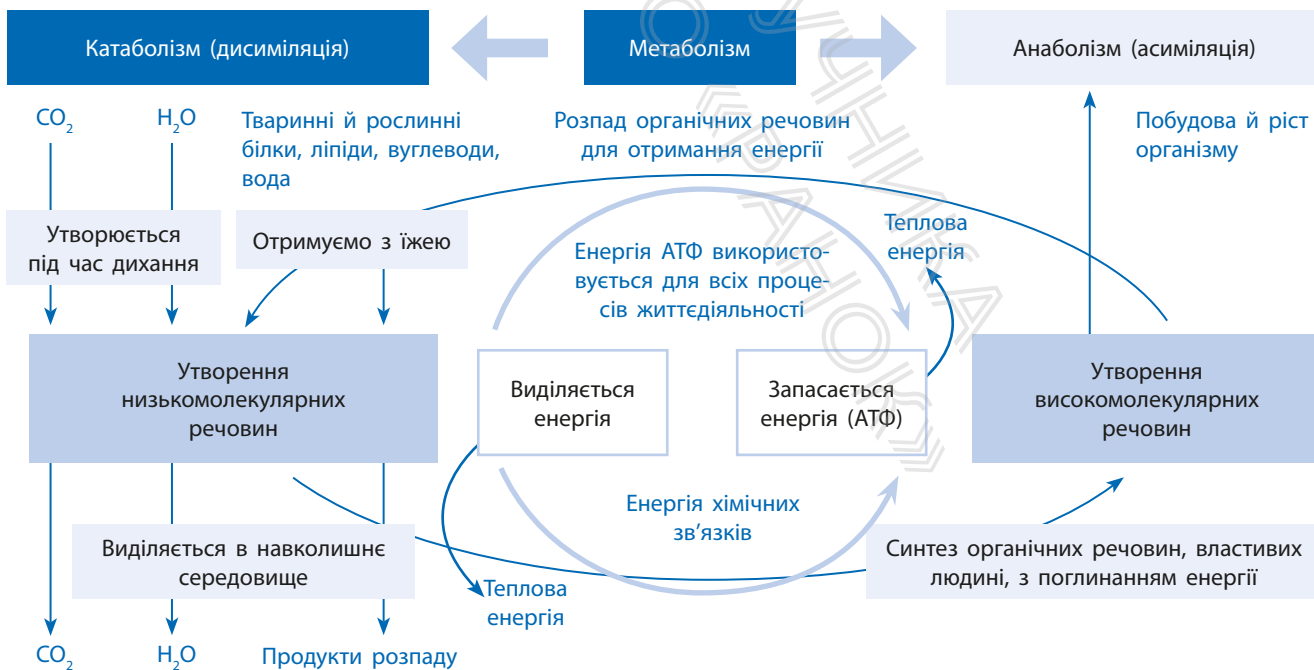 Катаболізм (дисиміляція)
Метаболізм
Анаболізм (асиміляція)
CO₂
H₂O
Тваринні й рослинні
білки, ліпіди, вуглеводи,
вода
Розпад органічних речовин
для отримання енергії
Побудова й ріст
організму
Утворюється
під час дихання
Отримуємо з їжею
Енергія АТФ використо-
вується для всіх проце-
сів життєдіяльності
Теплова
енергія
Утворення
низькомолекулярних
речовин
Виділяється
енергія
Запасається
енергія (АТФ)
Утворення
високомолекулярних
речовин
Енергія хімічних
зв’язків
Виділяється в навколишнє
середовище
Теплова
енергія
Синтез органічних речовин, властивих
людині, з поглинанням енергії
CO₂
H₂O
Продукти розпаду
«РАНОК»